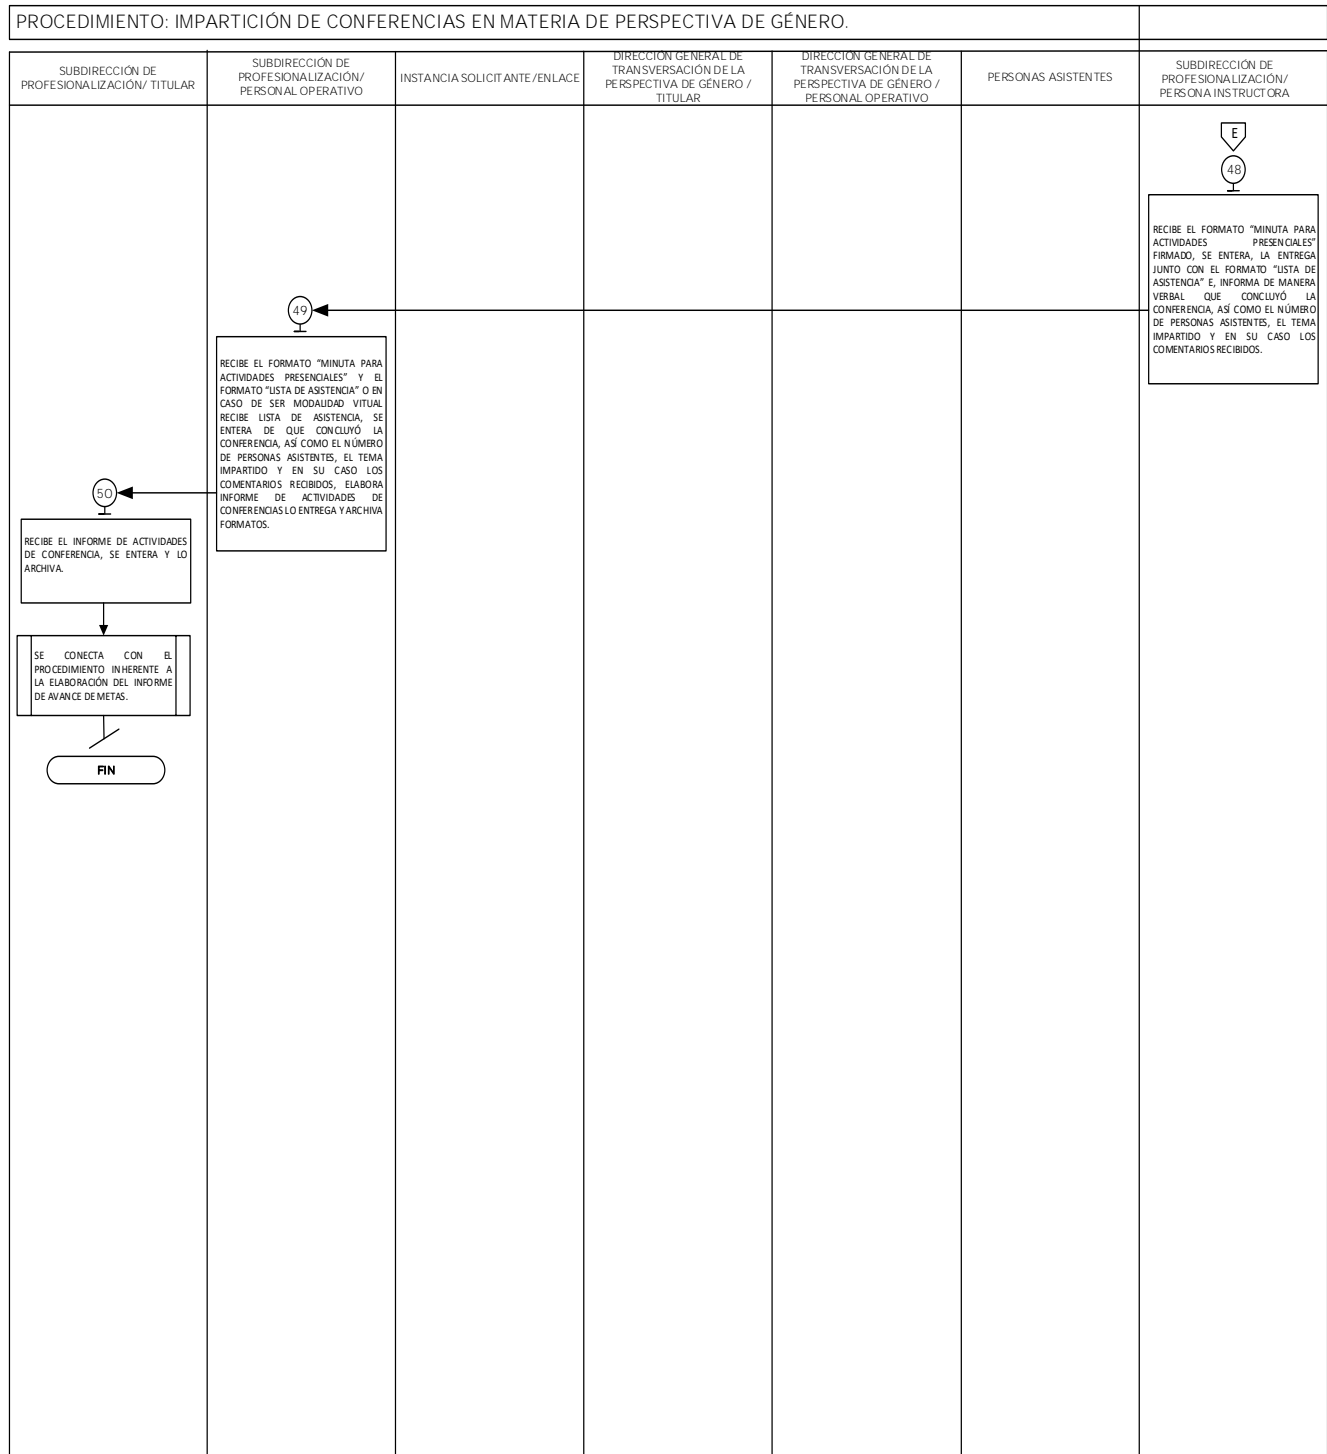 PROCEDIMIENTO: IMPARTICIÓN DE CONFERENCIAS EN MATERIA DE PERSPECTIVA DE GÉNERO.
SUBDIRECCIÓN DE
PROFESIONALIZACIÓN/ TITULAR
SUBDIRECCIÓN DE
PROFESIONALIZACIÓN/
PERSONAL OPERATIVO
INSTANCIA SOLICITANTE/ENLACE
DIRECCIÓN GENERAL DE
TRANSVERSACIÓN DE LA
PERSPECTIVA DE GÉNERO /
TITULAR
DIRECCIÓN GENERAL DE
TRANSVERSACIÓN DE LA
PERSPECTIVA DE GÉNERO /
PERSONAL OPERATIVO
PERSONAS ASISTENTES
SUBDIRECCIÓN DE
PROFESIONALIZACIÓN/
PERSONA INSTRUCTORA
E
48
RECIBE EL FORMATO "MINUTA PARA
ACTIVIDADES PRESENCIALES"
FIRMADO, SE ENTERA, LA ENTREGA
JUNTO CON EL FORMATO "LISTA DE
ASISTENCIA" E, INFORMA DE MANERA
VERBAL QUE CONCLUYÓ LA
CONFERENCIA, ASÍ COMO EL NÚMERO
DE PERSONAS ASISTENTES, EL TEMA
IMPARTIDO Y EN SU CASO LOS
COMENTARIOS RECIBIDOS.
49
RECIBE EL FORMATO "MINUTA PARA
ACTIVIDADES PRESENCIALES" Y EL
FORMATO "LISTA DE ASISTENCIA" O EN
CASO DE SER MODALIDAD VITUAL
RECIBE LISTA DE ASISTENCIA, SE
ENTERA DE QUE CONCLUYÓ LA
CONFERENCIA, ASÍ COMO EL NÚMERO
DE PERSONAS ASISTENTES, EL TEMA
IMPARTIDO Y EN SU CASO LOS
COMENTARIOS RECIBIDOS, ELABORA
INFORME DE ACTIVIDADES DE
CONFERENCIAS LO ENTREGA Y ARCHIVA
FORMATOS.
50
RECIBE EL INFORME DE ACTIVIDADES
DE CONFERENCIA, SE ENTERA Y LO
ARCHIVA.
SE CONECTA CON EL
PROCEDIMIENTO INHERENTE A
LA ELABORACIÓN DEL INFORME
DE AVANCE DE METAS.
FIN